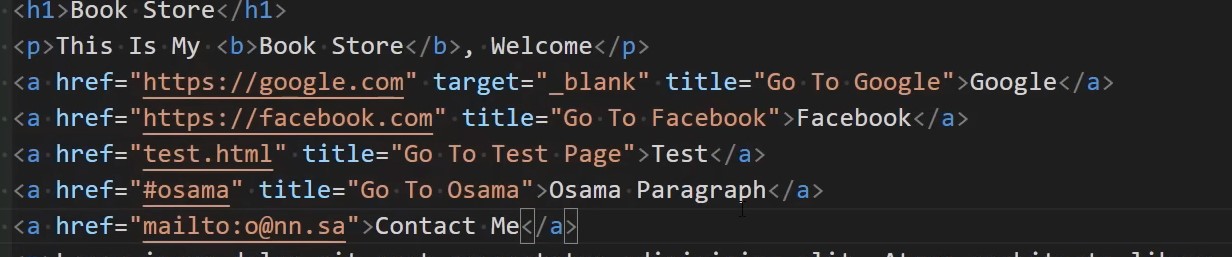 <h1>Book Store</h1>
<p>This Is My <b>Book Store</b>, Welcome</p>
<a href="https://google.com" target="_blank" title="Go To Google">Google</a>
<a href="https://facebook.com" title="Go To Facebook">Facebook</a>
<a href="test.html" title="Go To Test Page">Test</a>
<a href="#osama" title="Go To Osama">Osama Paragraph</a>
<a href="mailto:o@nn.sa">Contact Me</a>